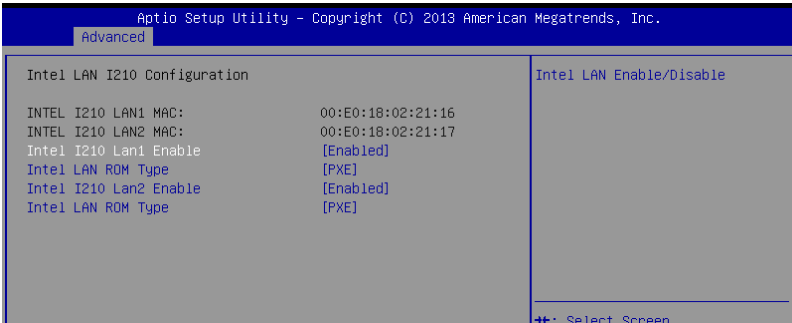 Aptio Setup Utility – Copyright (C) 2013 American Megatrends, Inc.
Advanced
Intel LAN I210 Configuration
Intel LAN Enable/Disable
INTEL I210 LAN1 MAC: 00:E0:18:02:21:16
INTEL I210 LAN2 MAC: 00:E0:18:02:21:17
Intel I210 Lan1 Enable [Enabled]
Intel LAN ROM Type [PXE]
Intel I210 Lan2 Enable [Enabled]
Intel LAN ROM Type [PXE]
: Select Screen